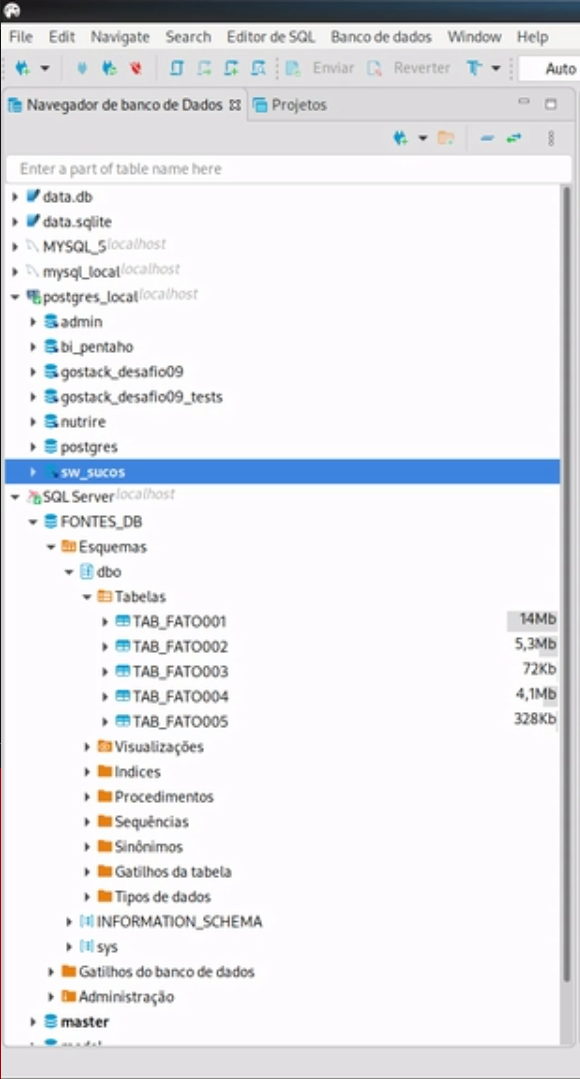 File Edit Navigate Search Editor de SQL Banco de dados Window Help
Enviar Reverter Auto
Navegador de banco de Dados Projetos
Enter a part of table name here
data.db
data.sqlite
MYSQL_5 localhost
mysql_local localhost
postgres_local localhost
admin
bi_pentaho
gostack_desafio09
gostack_desafio09_tests
nutrire
postgres
sw_sucos
SQL Server localhost
FONTES_DB
Esquemas
dbo
Tabelas
TAB_FATO001 14Mb
TAB_FATO002 5,3Mb
TAB_FATO003 72Kb
TAB_FATO004 4,1Mb
TAB_FATO005 328Kb
Visualizações
Indices
Procedimentos
Sequências
Sinônimos
Gatilhos da tabela
Tipos de dados
INFORMATION_SCHEMA
sys
Gatilhos do banco de dados
Administração
master